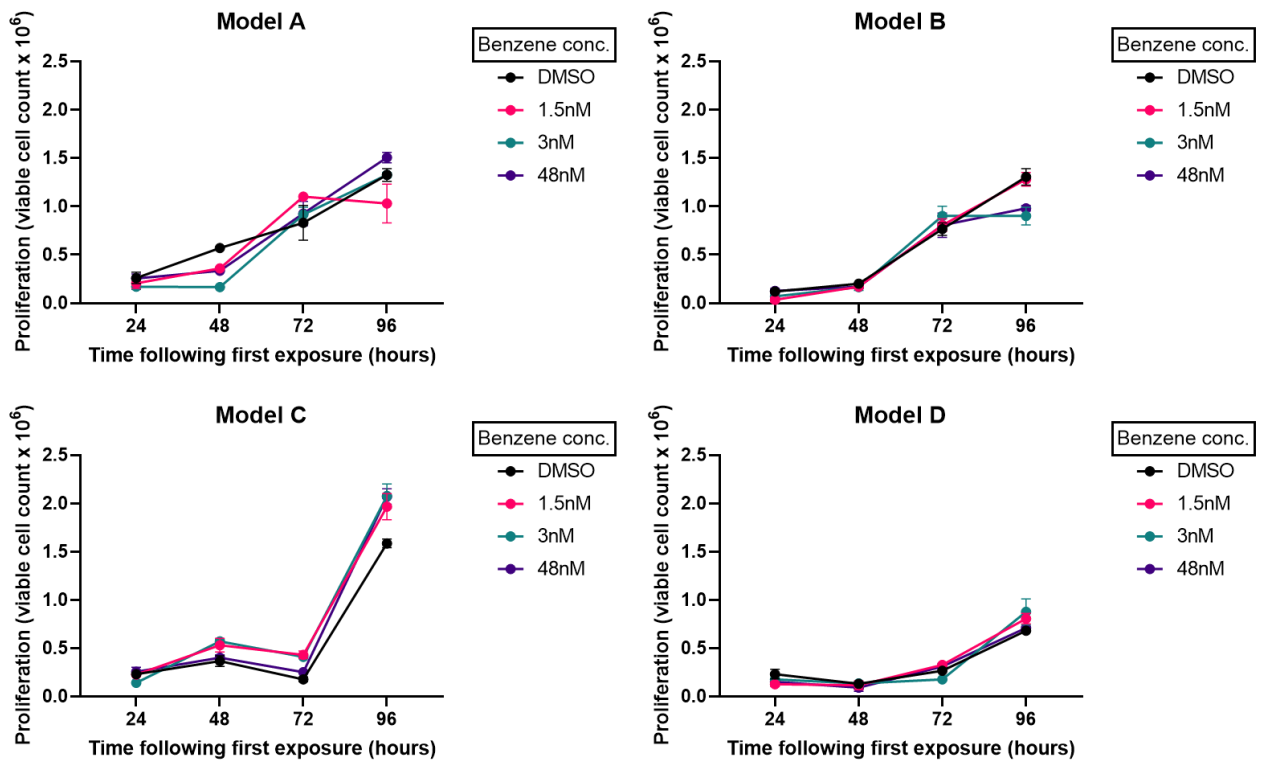 Model A
Benzene conc.
DMSO
1.5nM
3nM
48nM
Proliferation (viable cell count x 10⁶)
2.5
2.0
1.5
1.0
0.5
0.0
24 48 72 96
Time following first exposure (hours)
Model B
Benzene conc.
DMSO
1.5nM
3nM
48nM
Proliferation (viable cell count x 10⁶)
2.5
2.0
1.5
1.0
0.5
0.0
24 48 72 96
Time following first exposure (hours)
Model C
Benzene conc.
DMSO
1.5nM
3nM
48nM
Proliferation (viable cell count x 10⁶)
2.5
2.0
1.5
1.0
0.5
0.0
24 48 72 96
Time following first exposure (hours)
Model D
Benzene conc.
DMSO
1.5nM
3nM
48nM
Proliferation (viable cell count x 10⁶)
2.5
2.0
1.5
1.0
0.5
0.0
24 48 72 96
Time following first exposure (hours)